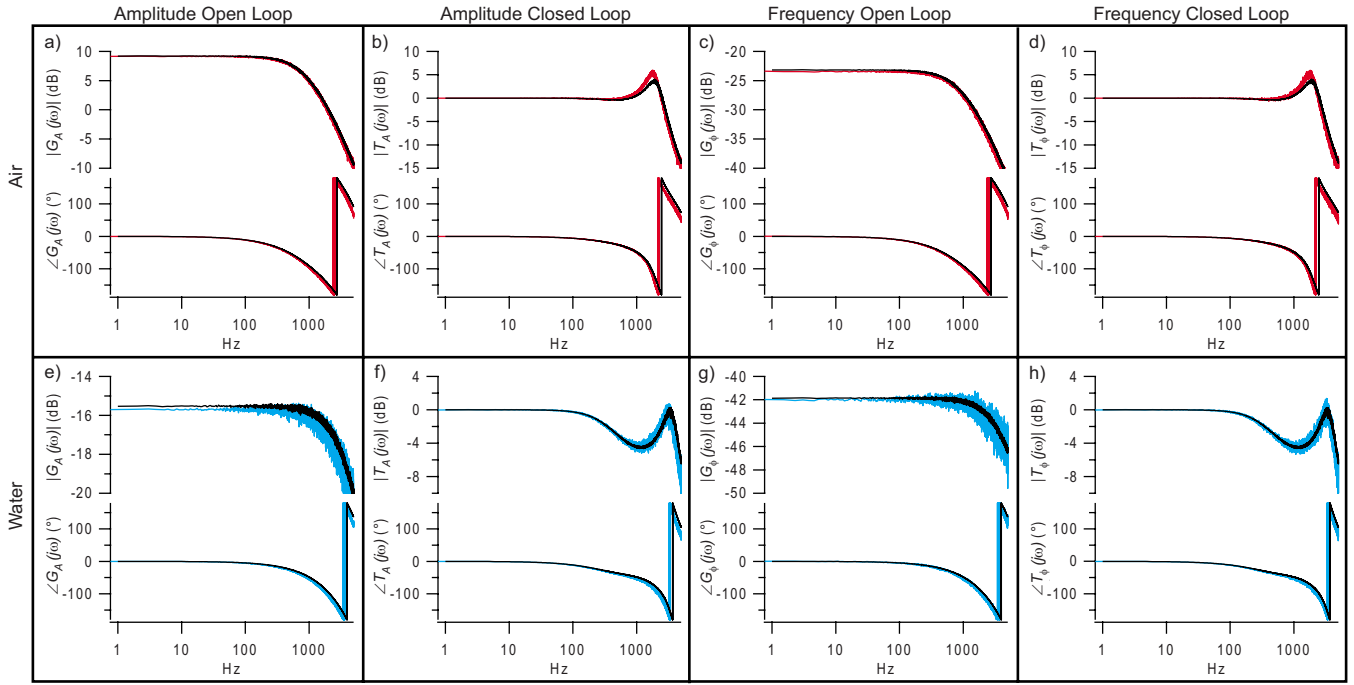 Amplitude Open Loop
Amplitude Closed Loop
Frequency Open Loop
Frequency Closed Loop
Air
a)
|G_A(jω)| (dB)
10
5
0
-5
-10
∠G_A(jω) (°)
100
0
-100
1 10 100 1000
Hz
b)
|T_A(jω)| (dB)
10
5
0
-5
-10
-15
∠T_A(jω) (°)
100
0
-100
1 10 100 1000
Hz
c)
|G_ϕ(jω)| (dB)
-20
-25
-30
-35
-40
∠G_ϕ(jω) (°)
100
0
-100
1 10 100 1000
Hz
d)
|T_ϕ(jω)| (dB)
10
5
0
-5
-10
-15
∠T_ϕ(jω) (°)
100
0
-100
1 10 100 1000
Hz
Water
e)
|G_A(jω)| (dB)
-14
-16
-18
-20
∠G_A(jω) (°)
100
0
-100
1 10 100 1000
Hz
f)
|T_A(jω)| (dB)
4
0
-4
-8
∠T_A(jω) (°)
100
0
-100
1 10 100 1000
Hz
g)
|G_ϕ(jω)| (dB)
-40
-42
-44
-46
-48
-50
∠G_ϕ(jω) (°)
100
0
-100
1 10 100 1000
Hz
h)
|T_ϕ(jω)| (dB)
4
0
-4
-8
∠T_ϕ(jω) (°)
100
0
-100
1 10 100 1000
Hz